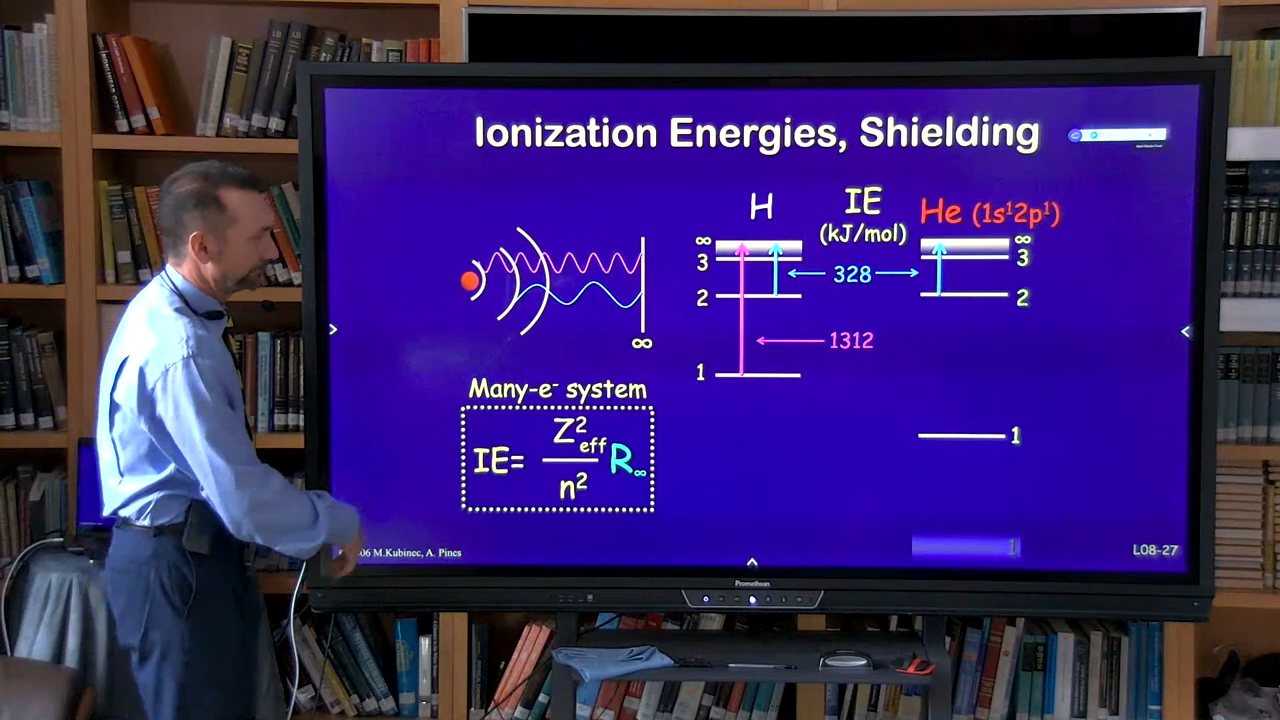 Ionization Energies, Shielding
H
IE
(kJ/mol)
He (1s¹2p¹)
∞
3
2
1
328
1312
∞
3
2
1
1
∞
Many-e⁻ system
IE= Z²eff / n² R∞
06 M.Kubinec, A. Pines
L08-27
Promethean